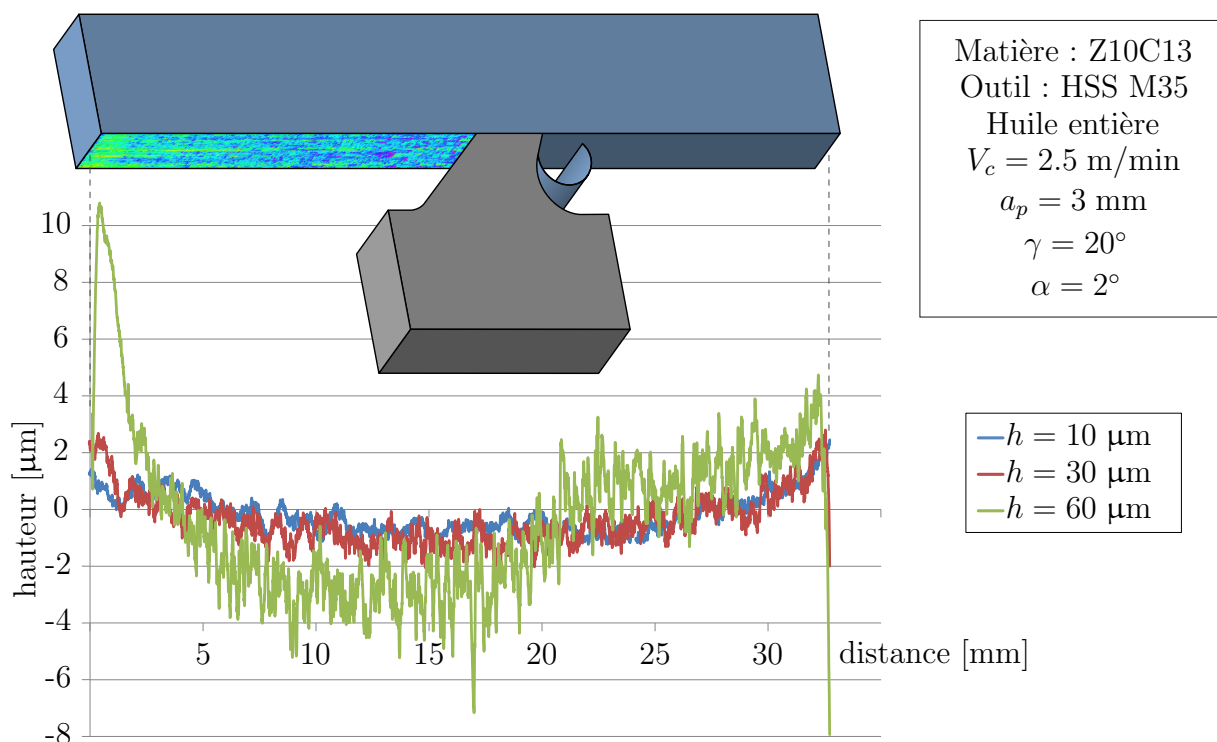 Matière : Z10C13
Outil : HSS M35
Huile entière
V_c = 2.5 m/min
a_p = 3 mm
γ = 20°
α = 2°
hauteur [µm]
10
8
6
4
2
0
-2
-4
-6
-8
5 10 15 20 25 30
distance [mm]
h = 10 µm
h = 30 µm
h = 60 µm